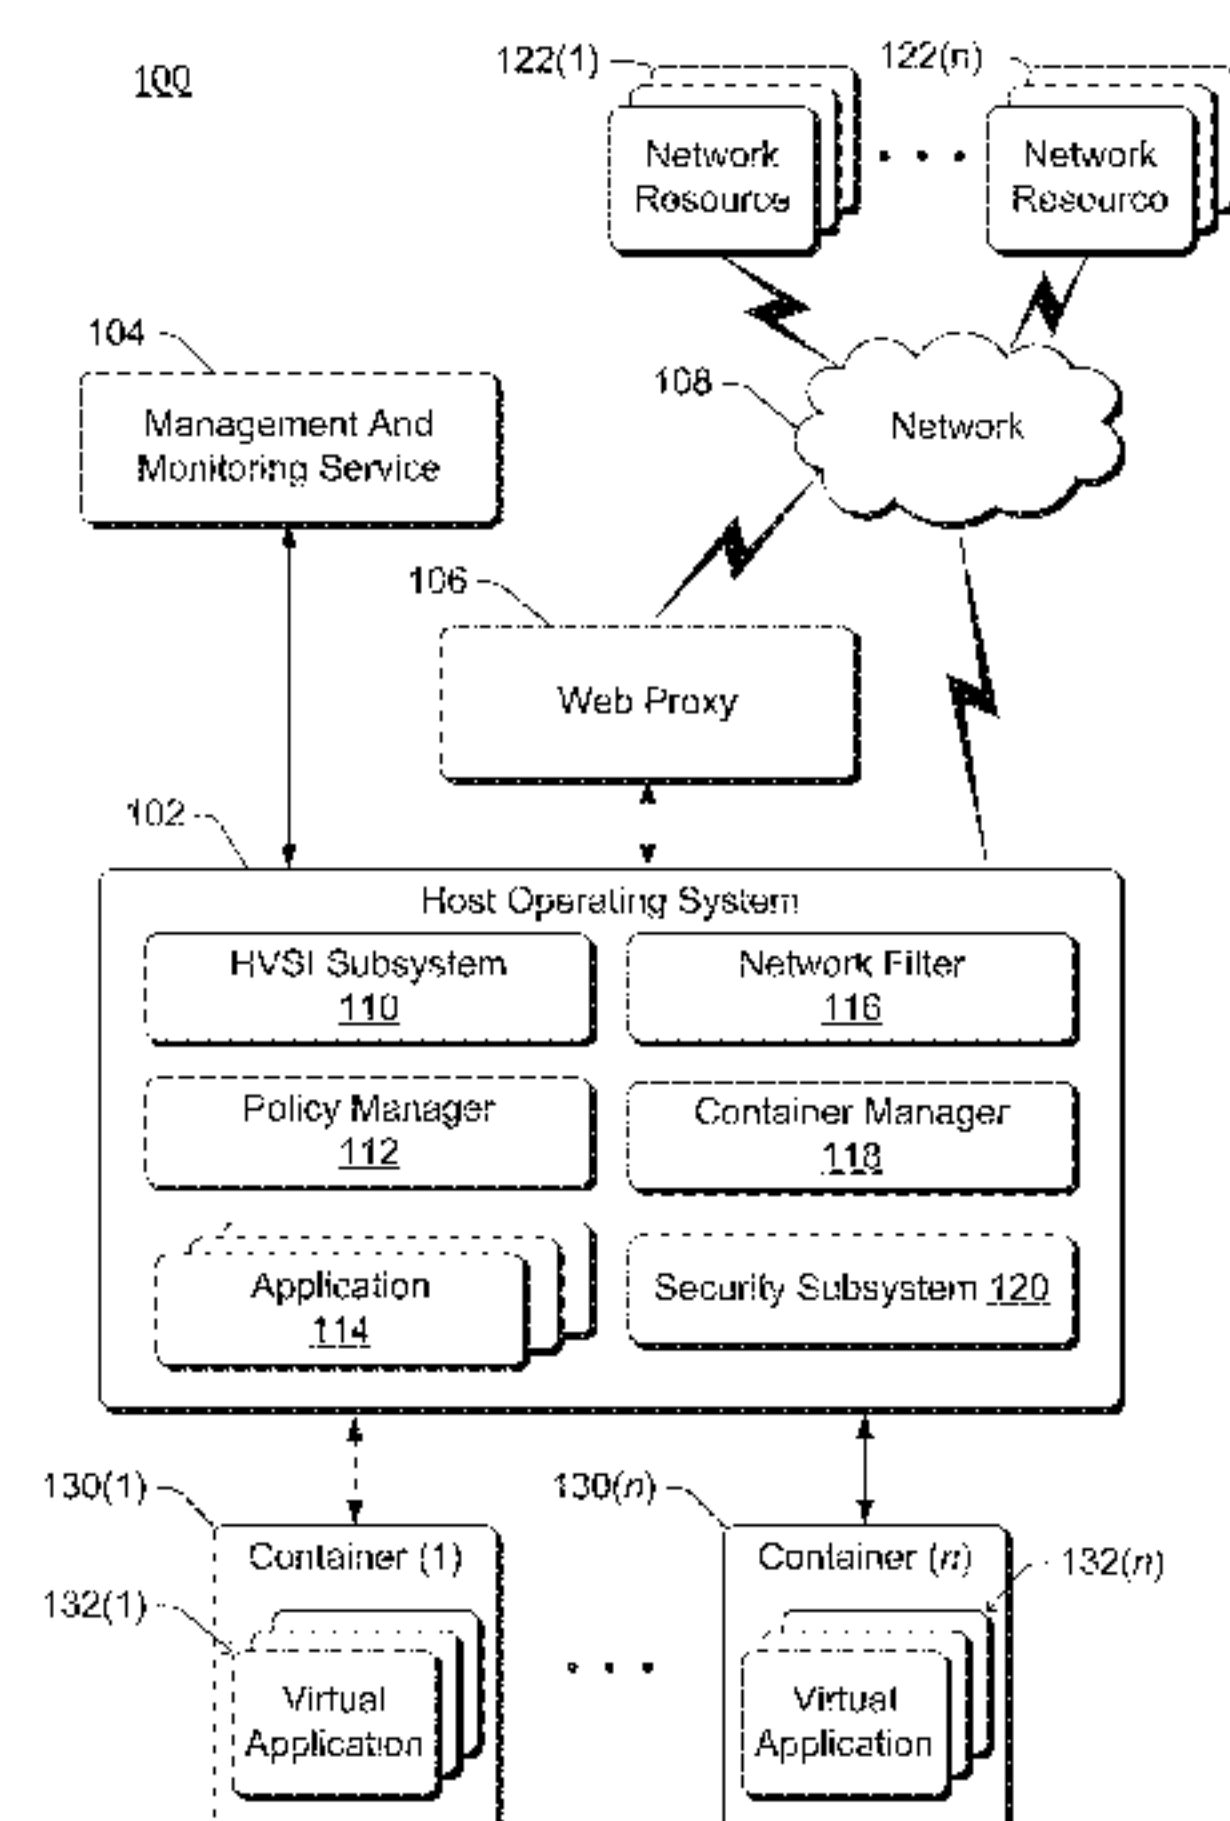 100
122(1)
122(n)
Network
Resource
Network
Resource
104
Management And
Monitoring Service
108
Network
106
Web Proxy
102
Host Operating System
HVSI Subsystem
110
Network Filter
116
Policy Manager
112
Container Manager
118
Application
114
Security Subsystem 120
130(1)
130(n)
Container (1)
Container (n)
132(1)
132(n)
Virtual
Application
Virtual
Application